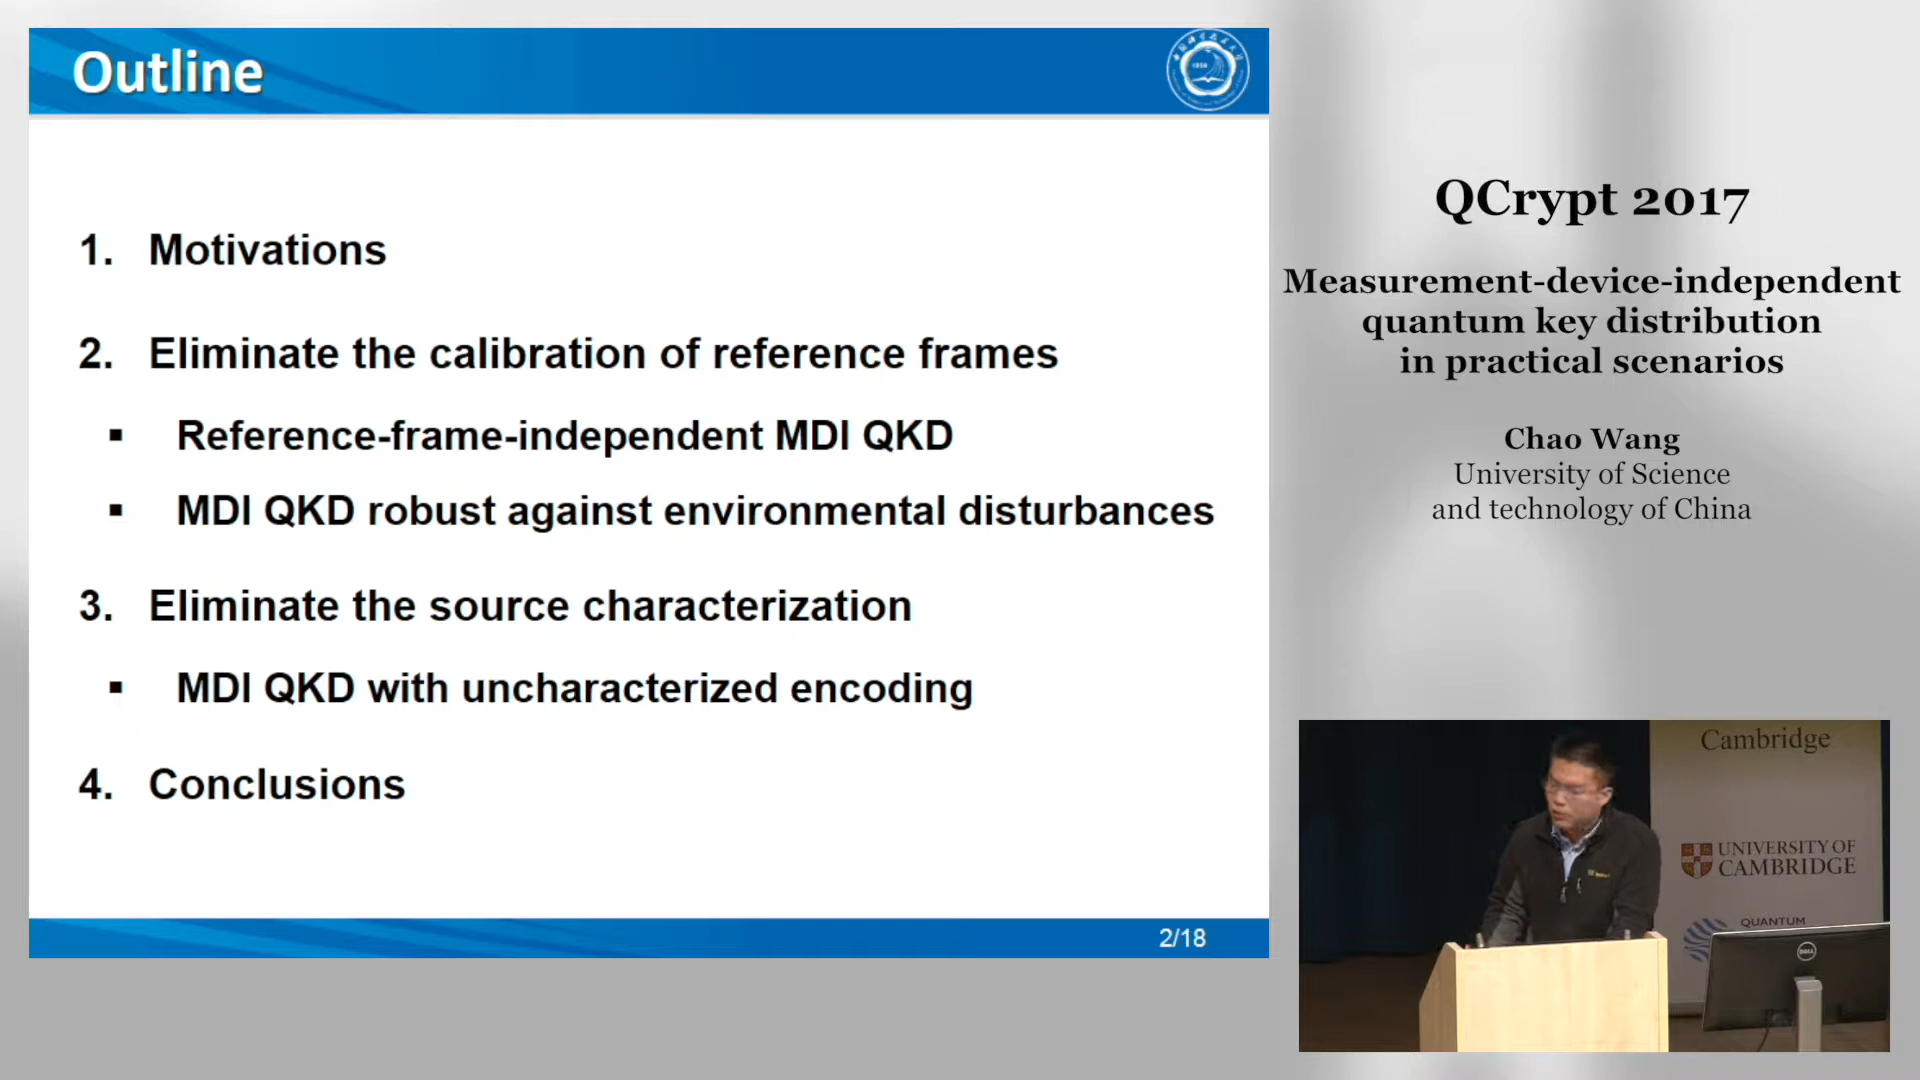 Outline
1. Motivations
2. Eliminate the calibration of reference frames
▪ Reference-frame-independent MDI QKD
▪ MDI QKD robust against environmental disturbances
3. Eliminate the source characterization
▪ MDI QKD with uncharacterized encoding
4. Conclusions
2/18
QCrypt 2017
Measurement-device-independent
quantum key distribution
in practical scenarios
Chao Wang
University of Science
and technology of China
Cambridge
UNIVERSITY OF
CAMBRIDGE
QUANTUM
DELL